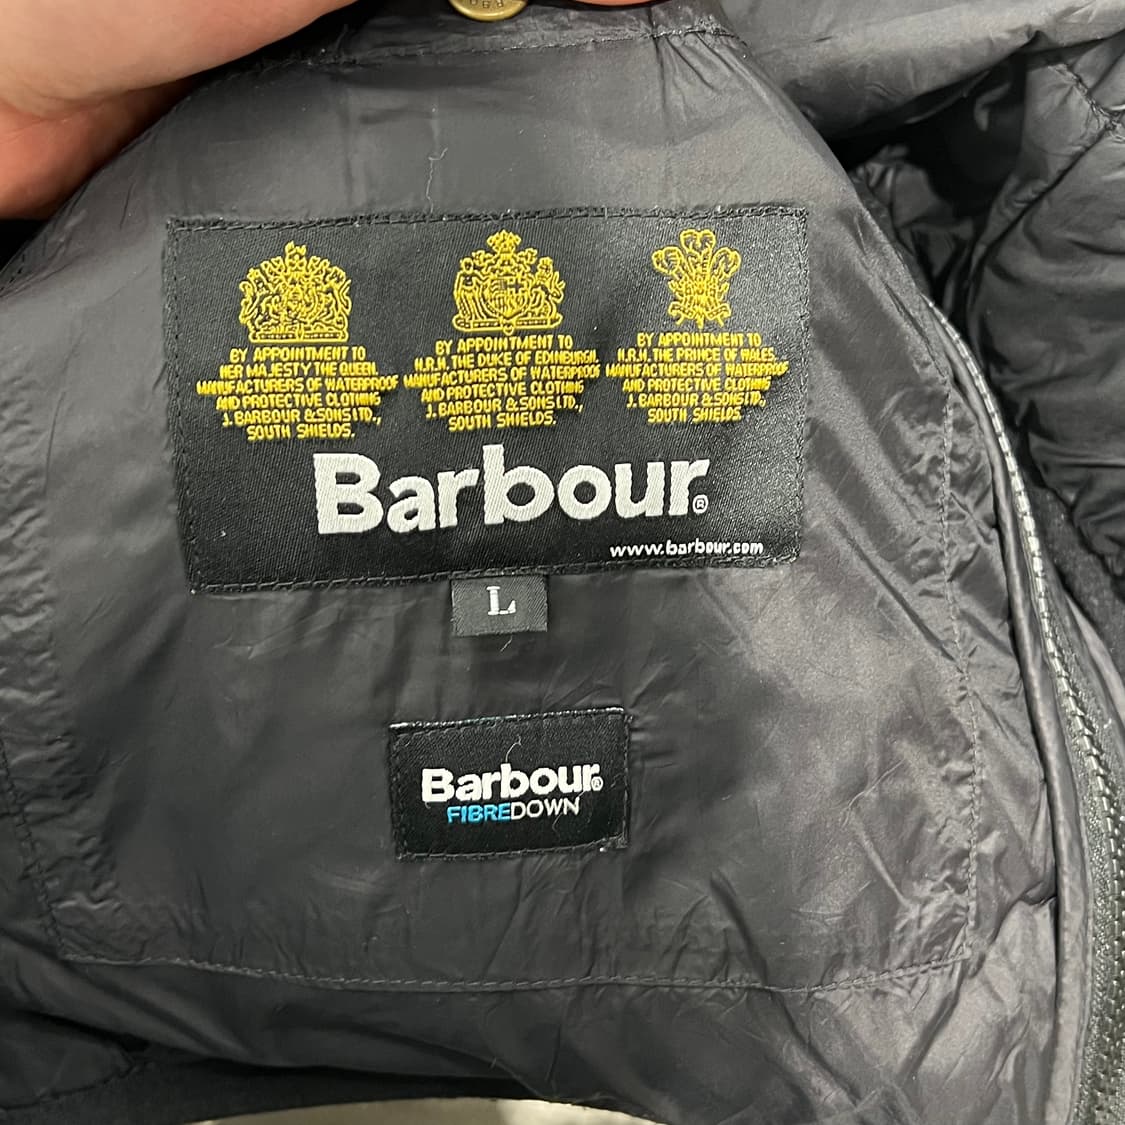 BY APPOINTMENT TO
HER MAJESTY THE QUEEN,
MANUFACTURERS OF WATERPROOF
AND PROTECTIVE CLOTHING
J. BARBOUR & SONS LTD.,
SOUTH SHIELDS.
BY APPOINTMENT TO
H.R.H. THE DUKE OF EDINBURGH,
MANUFACTURERS OF WATERPROOF
AND PROTECTIVE CLOTHING
J. BARBOUR & SONS LTD.,
SOUTH SHIELDS.
BY APPOINTMENT TO
H.R.H. THE PRINCE OF WALES,
MANUFACTURERS OF WATERPROOF
AND PROTECTIVE CLOTHING
J. BARBOUR & SONS LTD.,
SOUTH SHIELDS.
Barbour®
www.barbour.com
L
Barbour®
FIBREDOWN